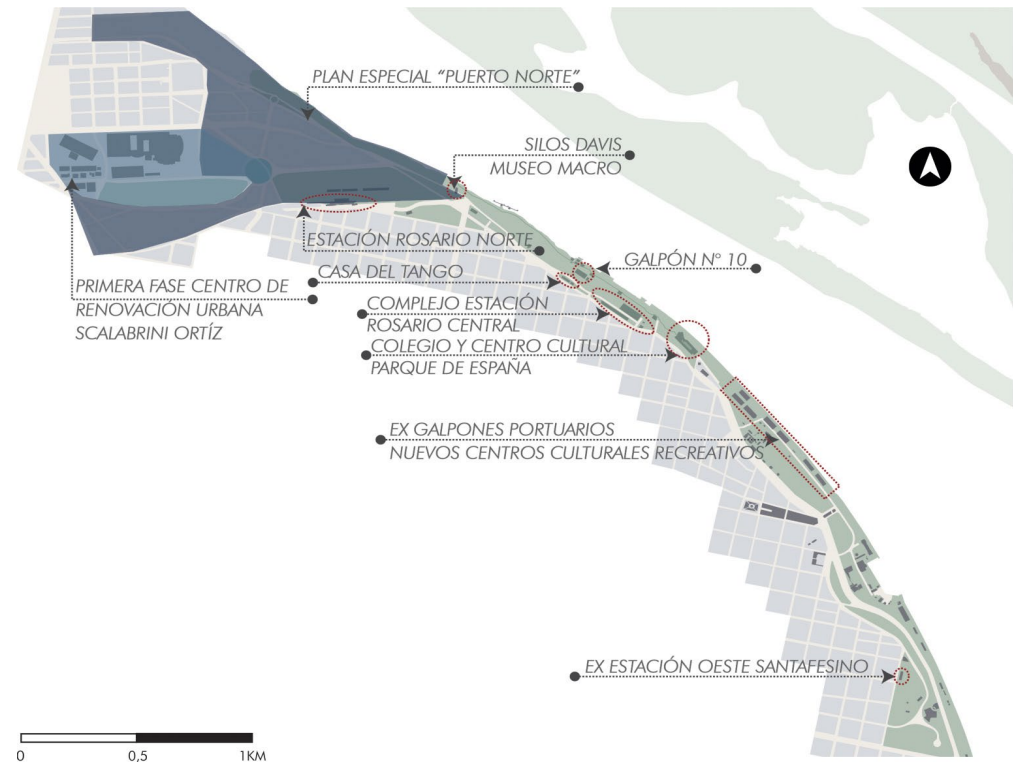 PLAN ESPECIAL “PUERTO NORTE”
SILOS DAVIS
MUSEO MACRO
ESTACIÓN ROSARIO NORTE
GALPÓN N° 10
CASA DEL TANGO
PRIMERA FASE CENTRO DE
RENOVACIÓN URBANA
SCALABRINI ORTÍZ
COMPLEJO ESTACIÓN
ROSARIO CENTRAL
COLEGIO Y CENTRO CULTURAL
PARQUE DE ESPAÑA
EX GALPONES PORTUARIOS
NUEVOS CENTROS CULTURALES RECREATIVOS
EX ESTACIÓN OESTE SANTAFESINO
0 0,5 1KM